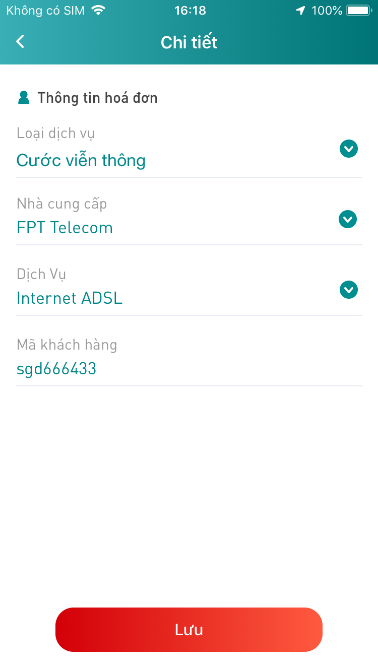 Không có SIM 16:18 100%
Chi tiết
Thông tin hoá đơn
Loại dịch vụ
Cước viễn thông
Nhà cung cấp
FPT Telecom
Dịch Vụ
Internet ADSL
Mã khách hàng
sgd666433
Lưu